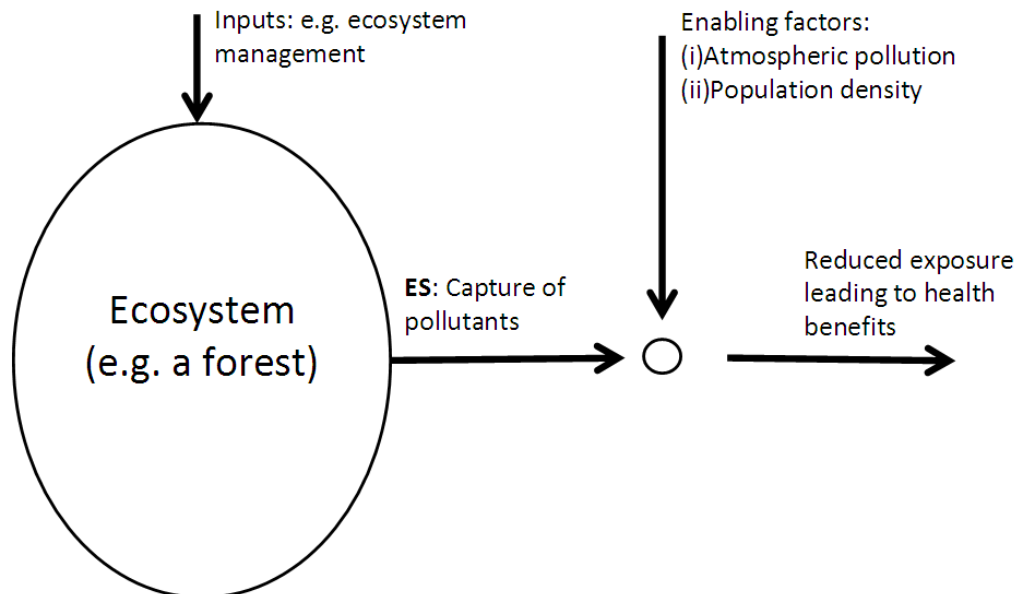 Inputs: e.g. ecosystem
management
Enabling factors:
(i)Atmospheric pollution
(ii)Population density
Ecosystem
(e.g. a forest)
ES: Capture of
pollutants
Reduced exposure
leading to health
benefits